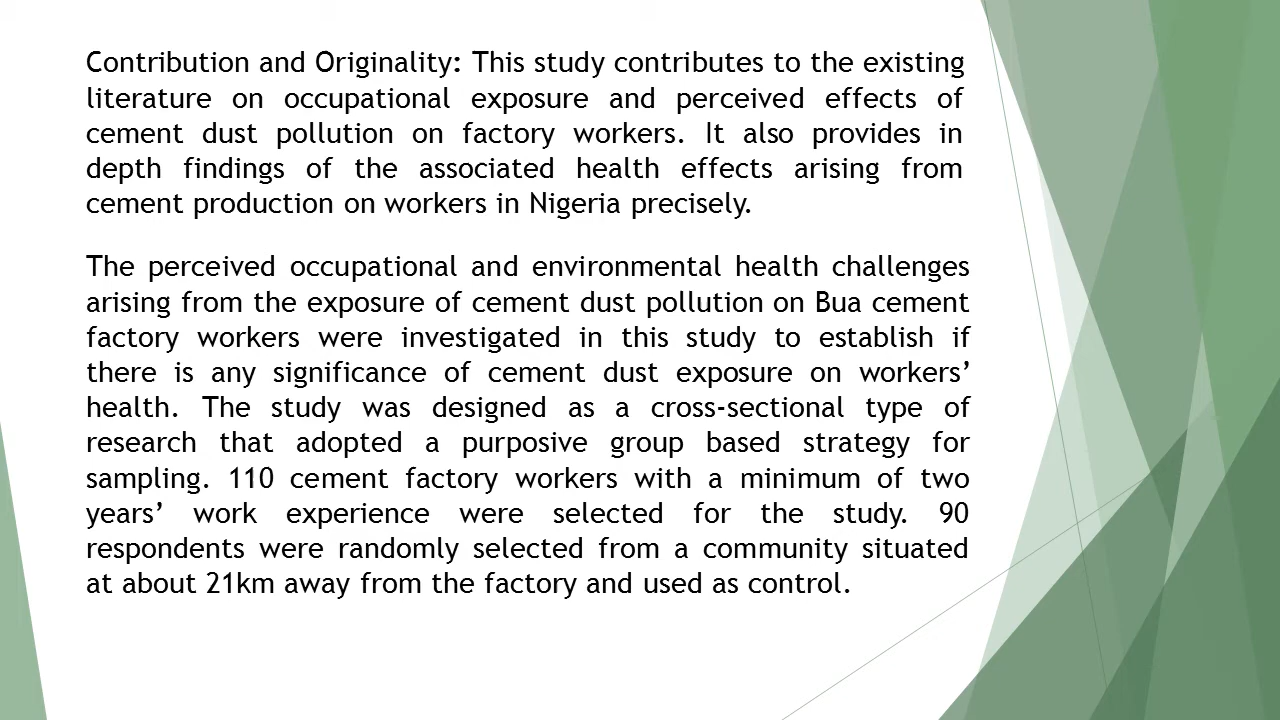 Contribution and Originality: This study contributes to the existing
literature on occupational exposure and perceived effects of
cement dust pollution on factory workers. It also provides in
depth findings of the associated health effects arising from
cement production on workers in Nigeria precisely.
The perceived occupational and environmental health challenges
arising from the exposure of cement dust pollution on Bua cement
factory workers were investigated in this study to establish if
there is any significance of cement dust exposure on workers’
health. The study was designed as a cross-sectional type of
research that adopted a purposive group based strategy for
sampling. 110 cement factory workers with a minimum of two
years’ work experience were selected for the study. 90
respondents were randomly selected from a community situated
at about 21km away from the factory and used as control.